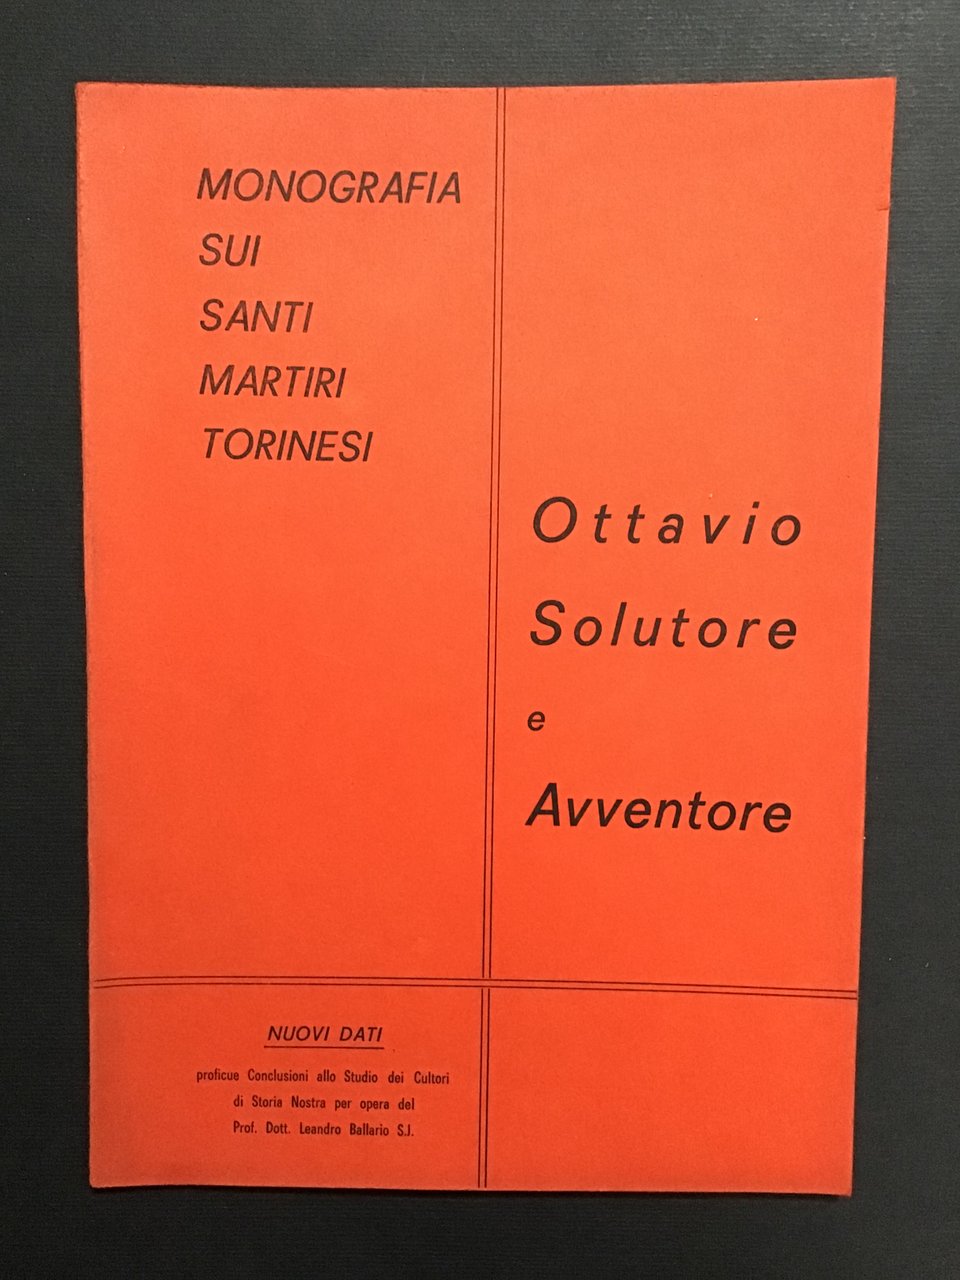 MONOGRAFIA
SUI
SANTI
MARTIRI
TORINESI
Ottavio
Solutore
e
Avventore
NUOVI DATI
proficue Conclusioni allo Studio dei Cultori
di Storia Nostra per opera del
Prof. Dott. Leandro Ballario S.J.